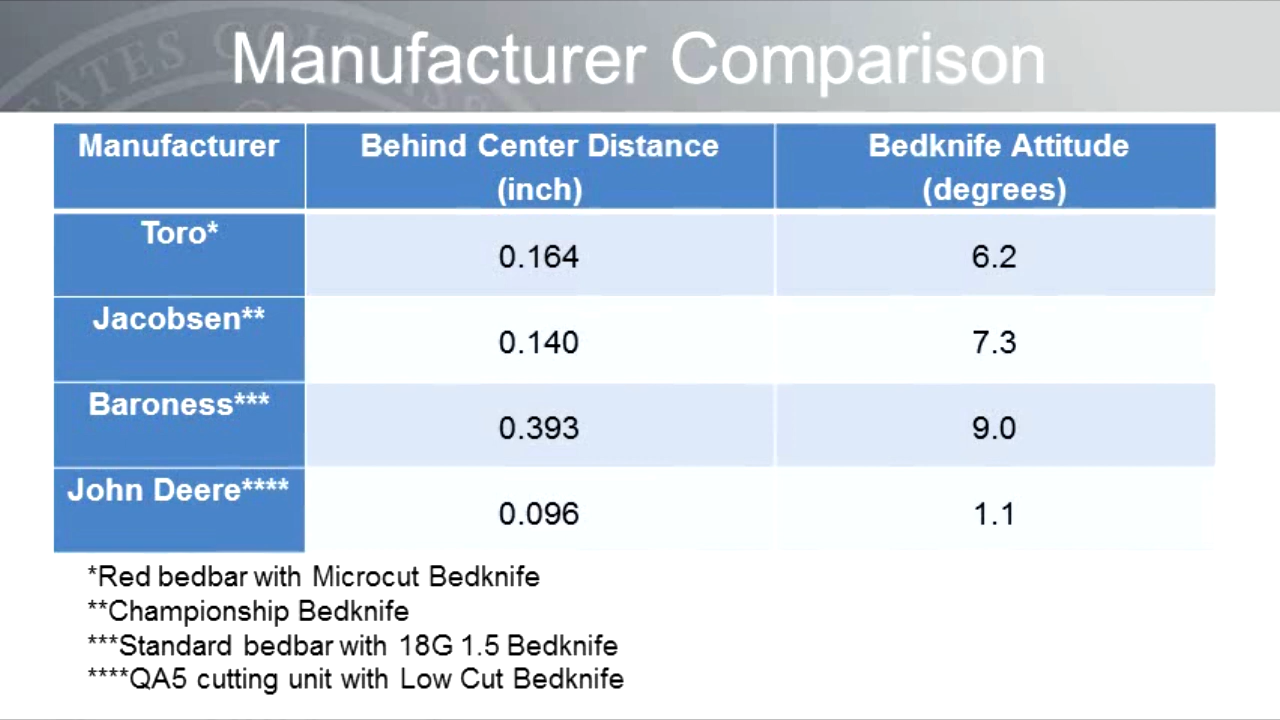 Manufacturer Comparison
Manufacturer
Behind Center Distance
(inch)
Bedknife Attitude
(degrees)
Toro*
0.164
6.2
Jacobsen**
0.140
7.3
Baroness***
0.393
9.0
John Deere****
0.096
1.1
*Red bedbar with Microcut Bedknife
**Championship Bedknife
***Standard bedbar with 18G 1.5 Bedknife
****QA5 cutting unit with Low Cut Bedknife